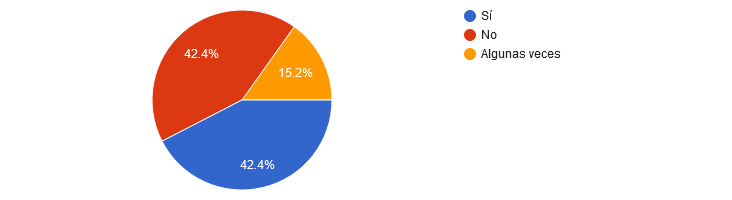 Sí
No
Algunas veces
42.4%
15.2%
42.4%